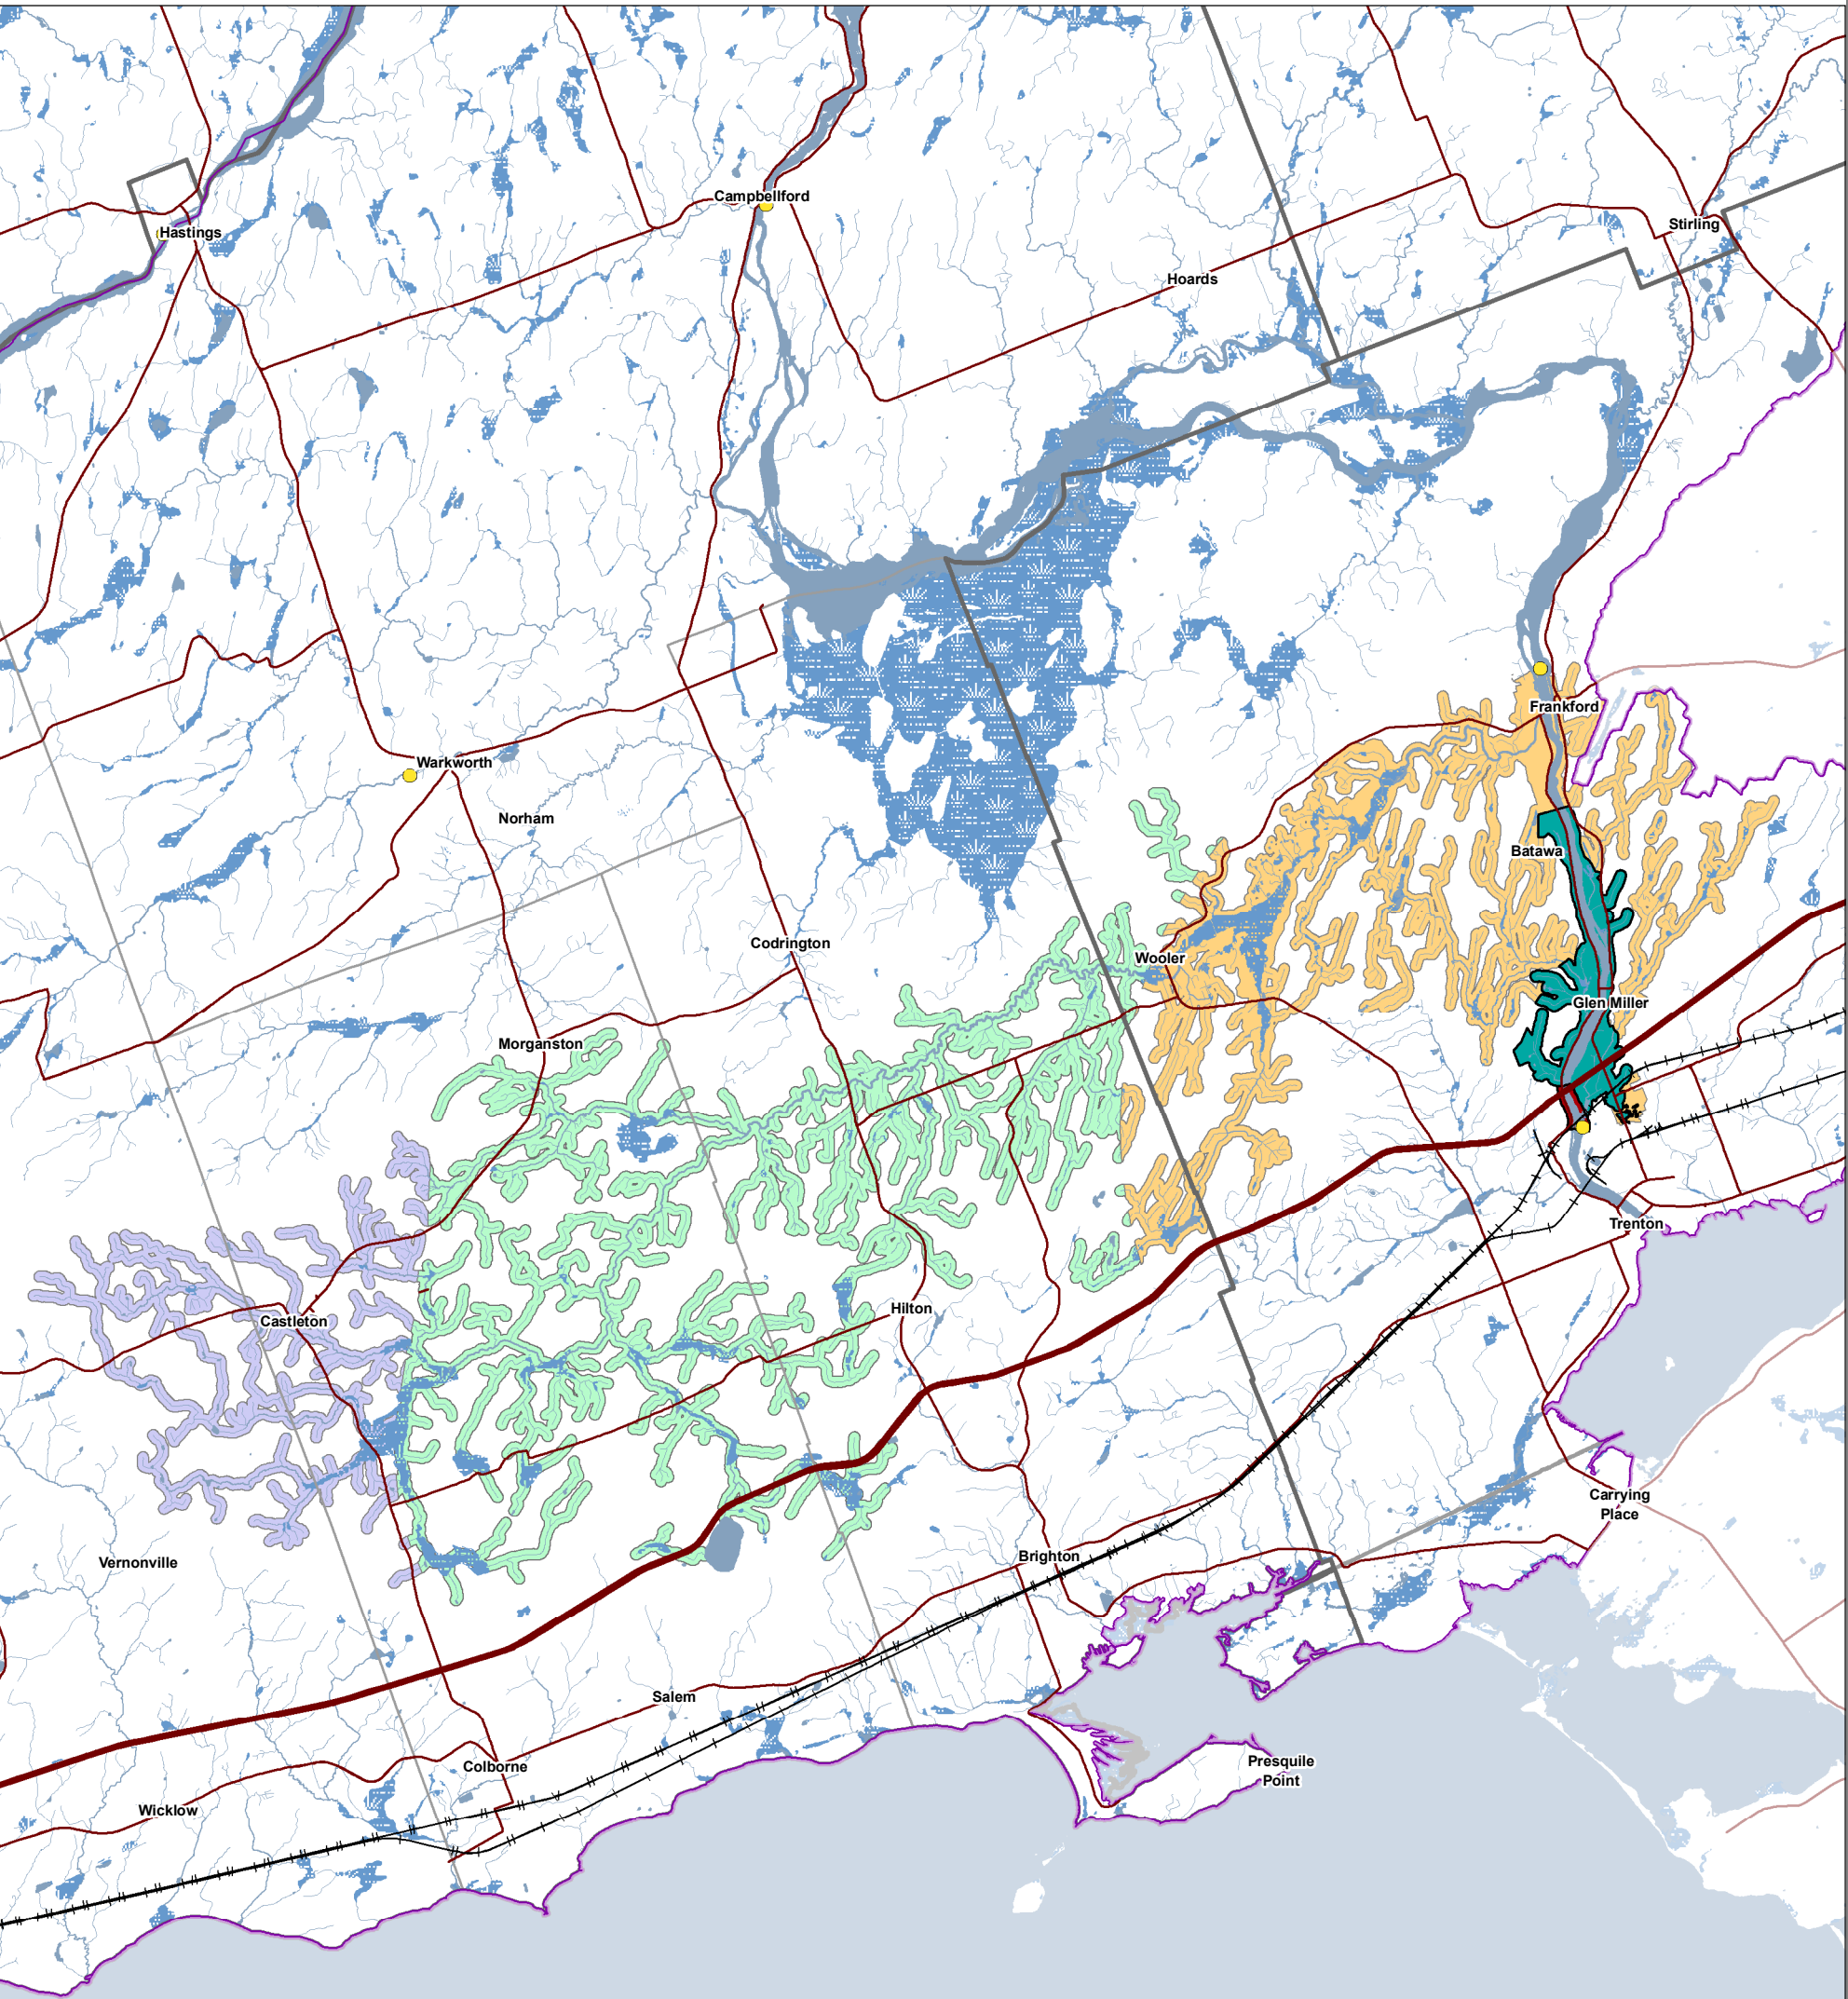 Campbellford
Stirling
Hastings
Hoards
Frankford
Warkworth
Norham
Batawa
Codrington
Wooler
Glen Miller
Morganston
Trenton
Hilton
Castleton
Carrying
Place
Brighton
Vernonville
Salem
Presquile
Point
Colborne
Wicklow